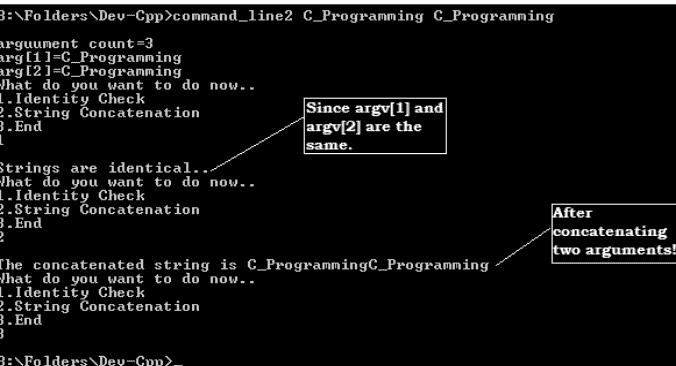 B:\Folders\Dev-Cpp>command_line2 C_Programming C_Programming
arguument count=3
arg[1]=C_Programming
arg[2]=C_Programming
What do you want to do now..
1.Identity Check
2.String Concatenation
3.End
1
Since argv[1] and
argv[2] are the
same.
Strings are identical..
What do you want to do now..
1.Identity Check
2.String Concatenation
3.End
2
After
concatenating
two arguments!
The concatenated string is C_ProgrammingC_Programming
What do you want to do now..
1.Identity Check
2.String Concatenation
3.End
3
B:\Folders\Dev-Cpp>_